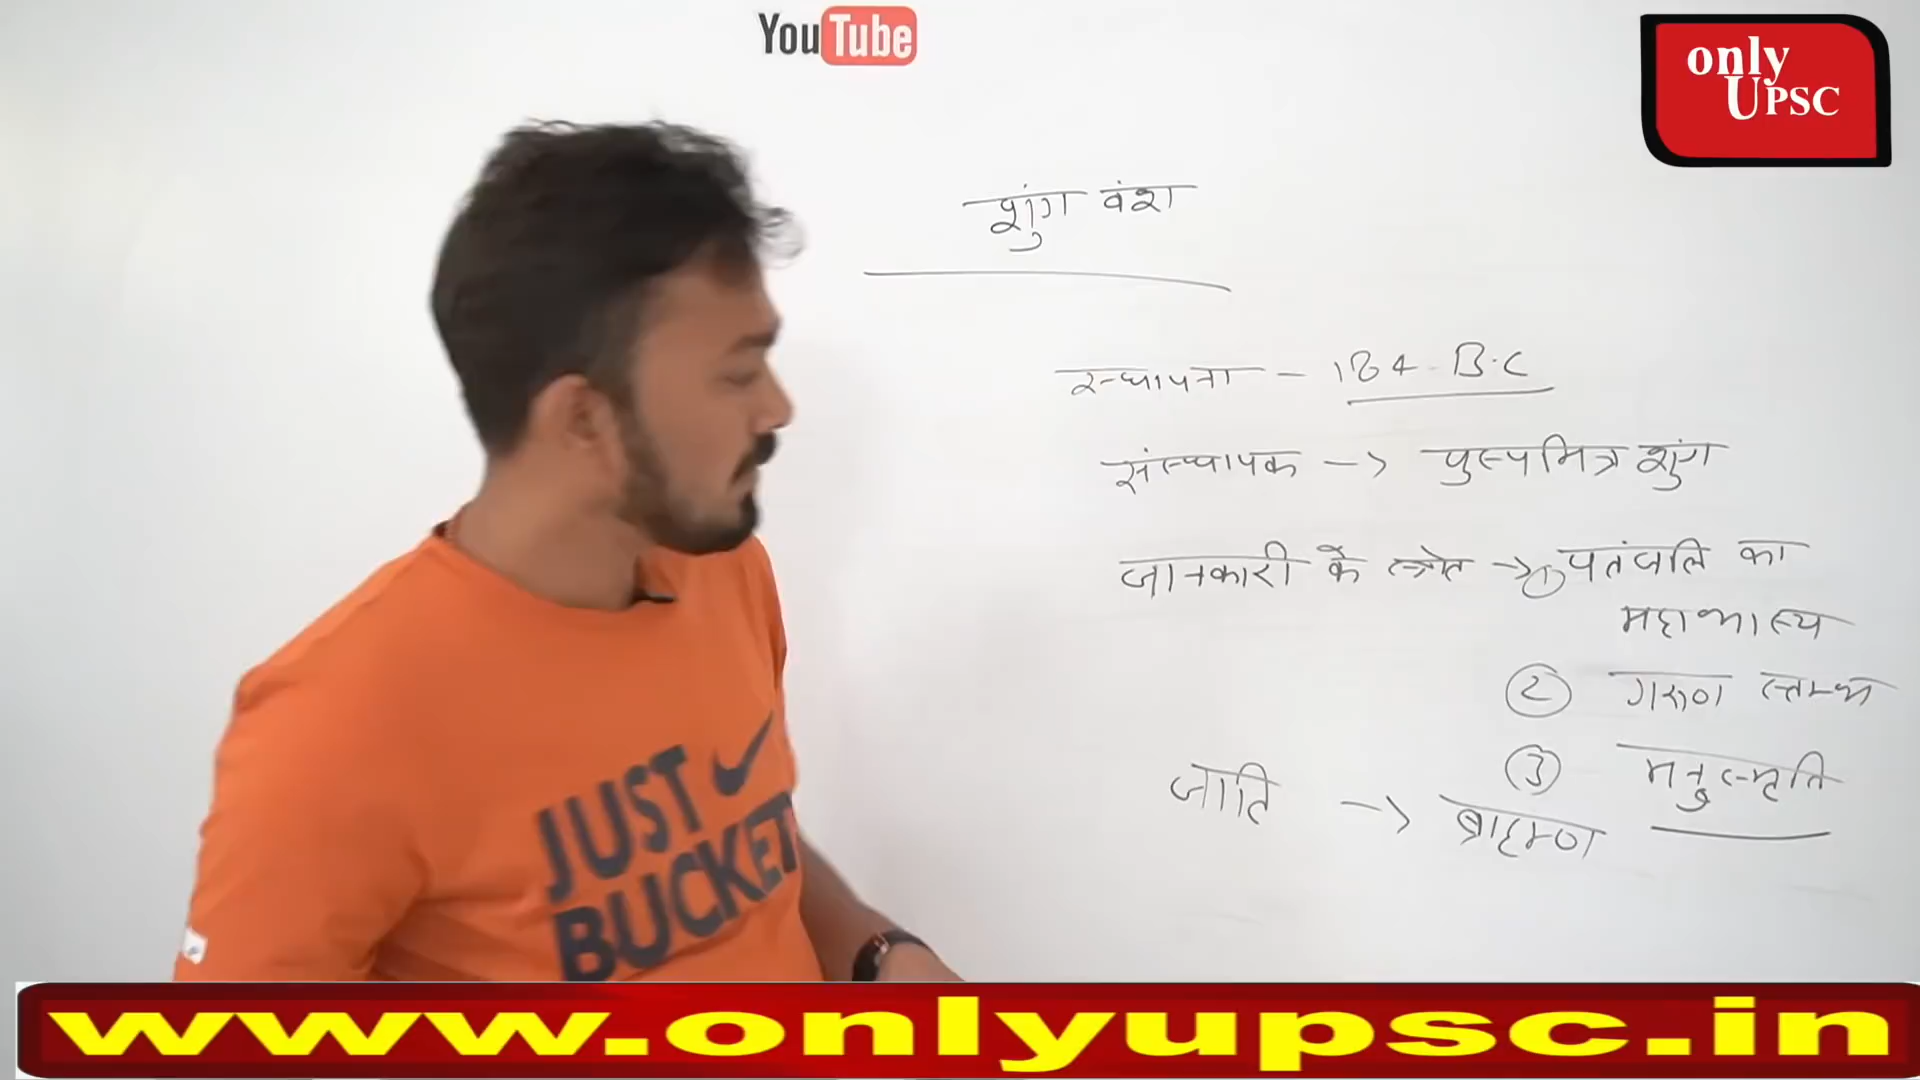 YouTube
only
UPSC
शुंग वंश
स्थापना - 184 B.C
संस्थापक -> पुष्यमित्र शुंग
जानकारी के स्त्रोत -> 1 पतंजलि का
महाभाष्य
2 गरुण स्तम्भ
3 मनुस्मृति
जाति -> ब्राह्मण
JUST
BUCKET
www.onlyupsc.in